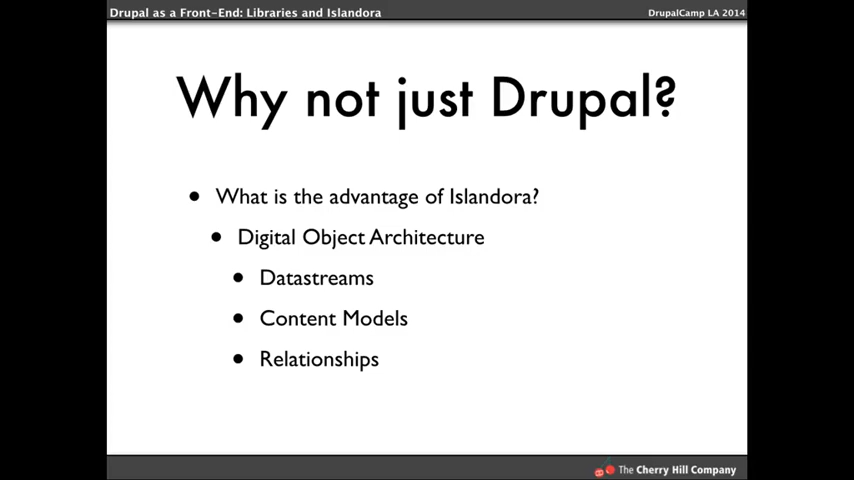 Drupal as a Front-End: Libraries and Islandora
DrupalCamp LA 2014
Why not just Drupal?
• What is the advantage of Islandora?
• Digital Object Architecture
• Datastreams
• Content Models
• Relationships
The Cherry Hill Company